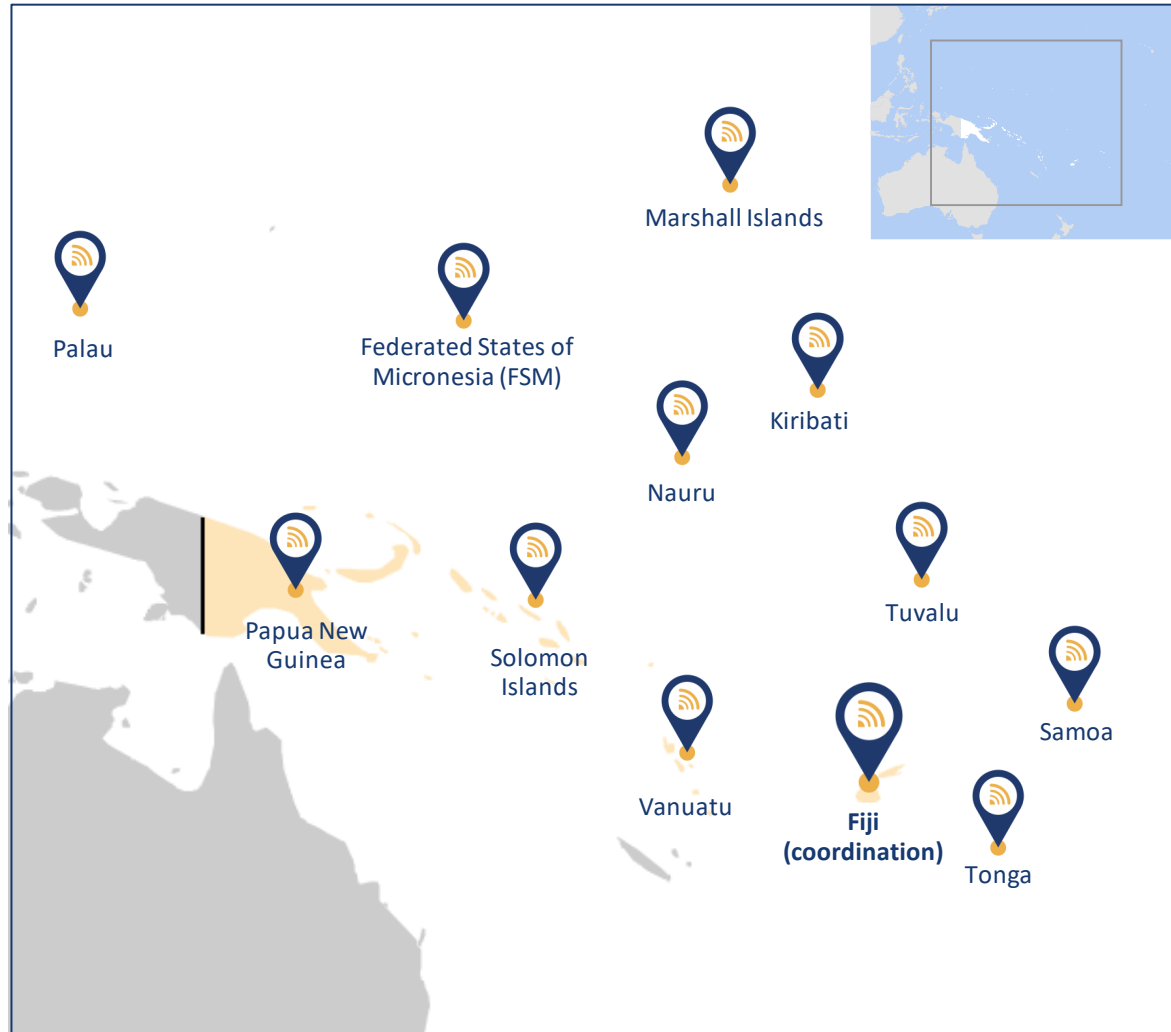 Marshall Islands
Palau
Federated States of
Micronesia (FSM)
Kiribati
Nauru
Tuvalu
Papua New
Guinea
Solomon
Islands
Samoa
Vanuatu
Fiji
(coordination)
Tonga